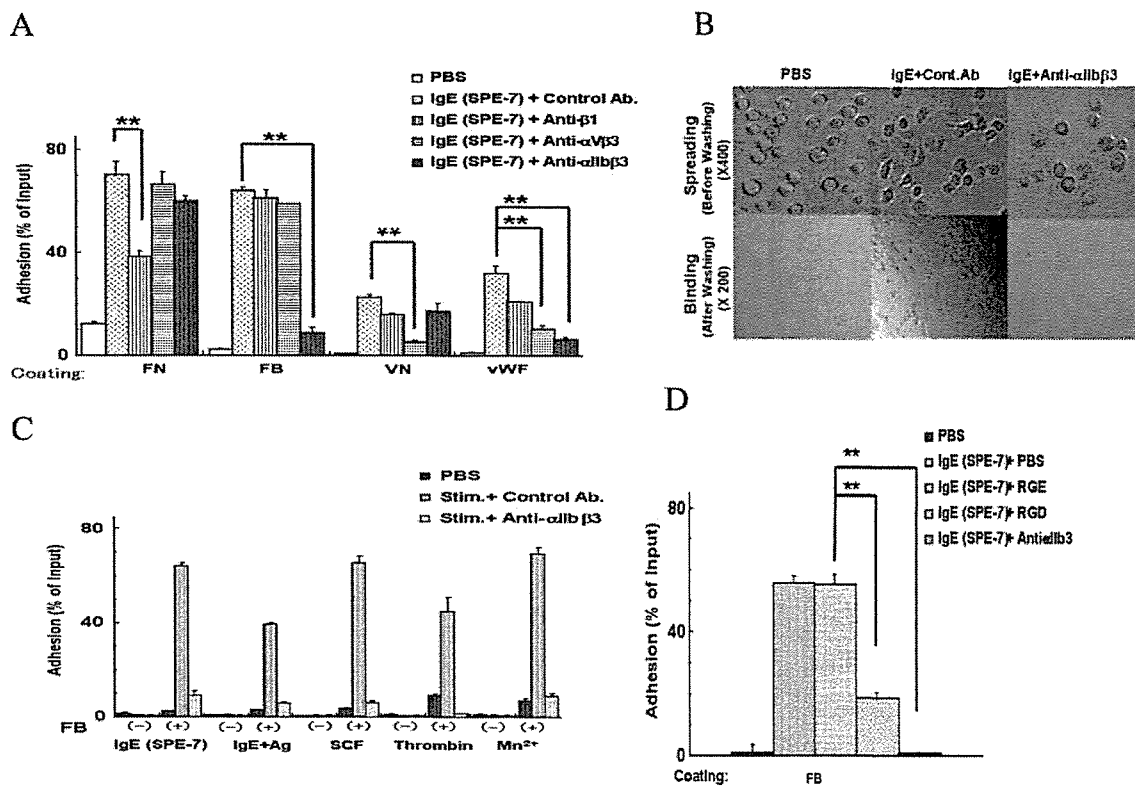 A
PBS
IgE (SPE-7) + Control Ab.
IgE (SPE-7) + Anti-β1
IgE (SPE-7) + Anti-αVβ3
IgE (SPE-7) + Anti-αIIbβ3
**
**
**
**
**
80
40
0
Adhesion (% of Input)
Coating:
FN
FB
VN
vWF
B
PBS
IgE+Cont.Ab
IgE+Anti-αIIbβ3
Spreading
(Before Washing)
(X400)
Binding
(After Washing)
(X 200)
C
PBS
Stim.+ Control Ab.
Stim.+ Anti-αIIbβ3
80
40
0
Adhesion (% of Input)
FB (−) (+) (−) (+) (−) (+) (−) (+) (−) (+)
IgE (SPE-7) IgE+Ag SCF Thrombin Mn²⁺
D
PBS
IgE (SPE-7)+ PBS
IgE (SPE-7)+ RGE
IgE (SPE-7)+ RGD
IgE (SPE-7)+ AntiαIIb3
**
**
80
40
0
Adhesion (% of Input)
Coating:
FB